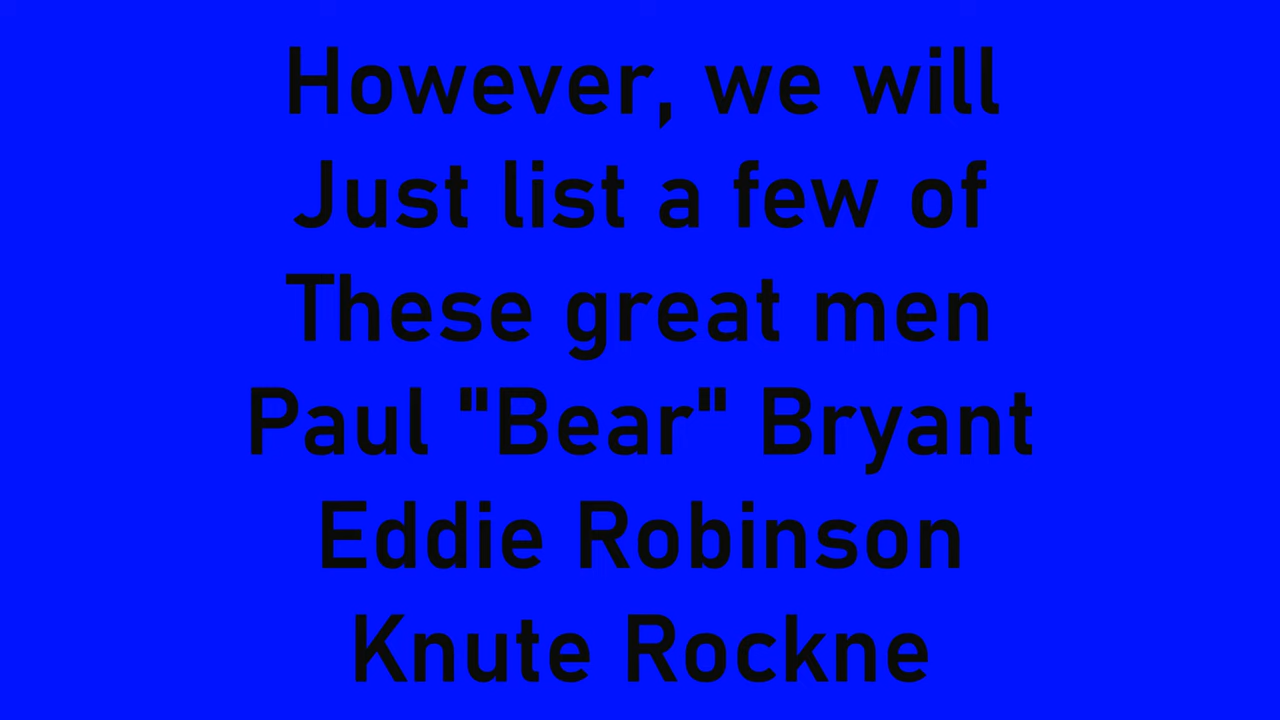 However, we will
Just list a few of
These great men
Paul "Bear" Bryant
Eddie Robinson
Knute Rockne